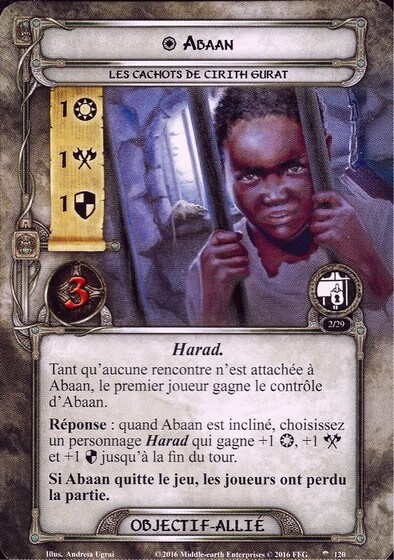 Abaan
Les Cachots de Cirith Gurat
1
1
1
3
2/29
Harad.
Tant qu'aucune rencontre n'est attachée à
Abaan, le premier joueur gagne le contrôle
d'Abaan.
Réponse : quand Abaan est incliné, choisissez
un personnage Harad qui gagne +1 , +1
et +1 jusqu'à la fin du tour.
Si Abaan quitte le jeu, les joueurs ont perdu
la partie.
Objectif-Allié
Illus. Andreia Ugrai ©2016 Middle-earth Enterprises © 2016 FFG 120